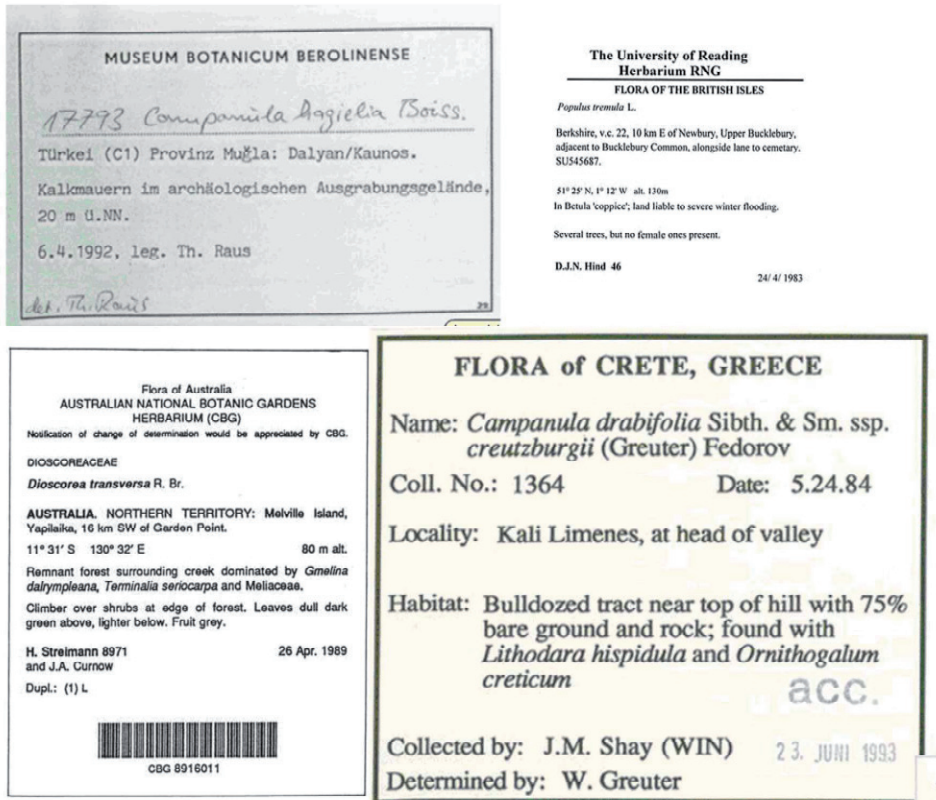 MUSEUM BOTANICUM BEROLINENSE
17793 Campanula hagielia Boiss.
Türkei (C1) Provinz Muğla: Dalyan/Kaunos.
Kalkmauern im archäologischen Ausgrabungsgelände,
20 m ü.NN.
6.4.1992, leg. Th. Raus
det. Th. Raus
The University of Reading
Herbarium RNG
FLORA OF THE BRITISH ISLES
Populus tremula L.
Berkshire, v.c. 22, 10 km E of Newbury, Upper Bucklebury,
adjacent to Bucklebury Common, alongside lane to cemetary.
SU545687.
51° 25' N, 1° 12' W alt. 130m
In Betula 'coppice'; land liable to severe winter flooding.
Several trees, but no female ones present.
D.J.N. Hind 46
24/ 4/ 1983
Flora of Australia
AUSTRALIAN NATIONAL BOTANIC GARDENS
HERBARIUM (CBG)
Notification of change of determination would be appreciated by CBG.
DIOSCOREACEAE
Dioscorea transversa R. Br.
AUSTRALIA. NORTHERN TERRITORY: Melville Island,
Yapilaika, 16 km SW of Garden Point.
11° 31' S 130° 32' E 80 m alt.
Remnant forest surrounding creek dominated by Gmelina
dalrympleana, Terminalia seriocarpa and Meliaceae.
Climber over shrubs at edge of forest. Leaves dull dark
green above, lighter below. Fruit grey.
H. Streimann 8971 26 Apr. 1989
and J.A. Curnow
Dupl.: (1) L
CBG 8916011
FLORA of CRETE, GREECE
Name: Campanula drabifolia Sibth. & Sm. ssp.
creutzburgii (Greuter) Fedorov
Coll. No.: 1364 Date: 5.24.84
Locality: Kali Limenes, at head of valley
Habitat: Bulldozed tract near top of hill with 75%
bare ground and rock; found with
Lithodara hispidula and Ornithogalum
creticum
acc.
Collected by: J.M. Shay (WIN) 23. JUNI 1993
Determined by: W. Greuter